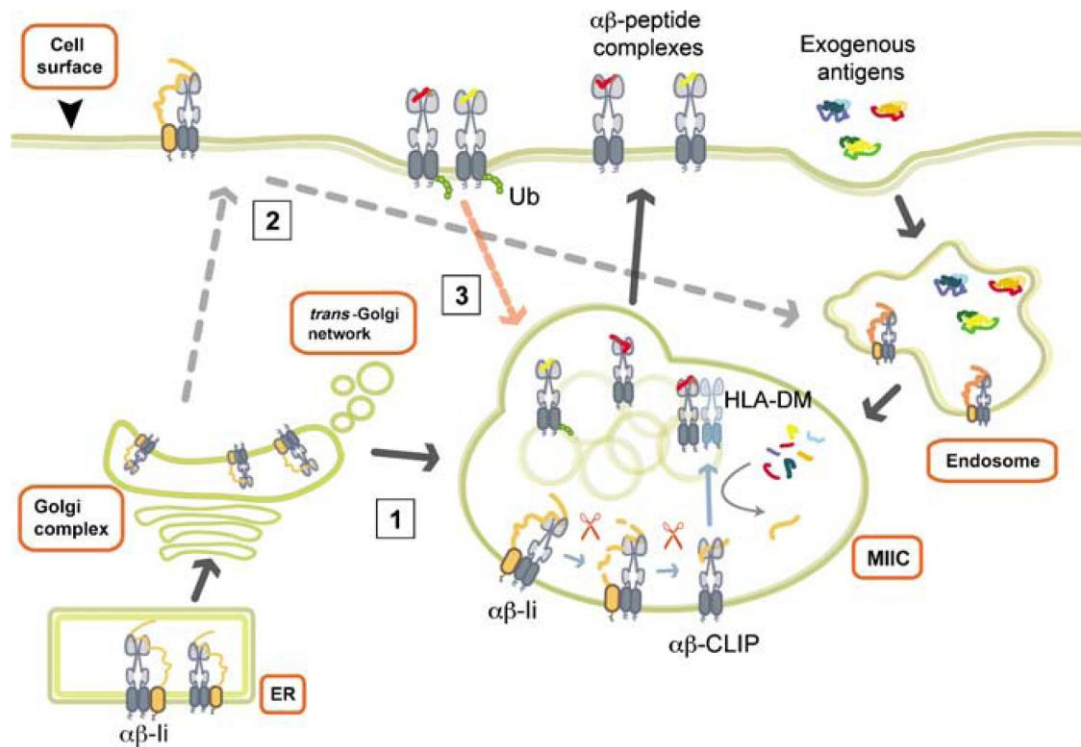 Cell
surface
αβ-peptide
complexes
Exogenous
antigens
Ub
2
3
trans-Golgi
network
HLA-DM
Endosome
Golgi
complex
1
MIIC
αβ-Ii
αβ-CLIP
ER
αβ-Ii